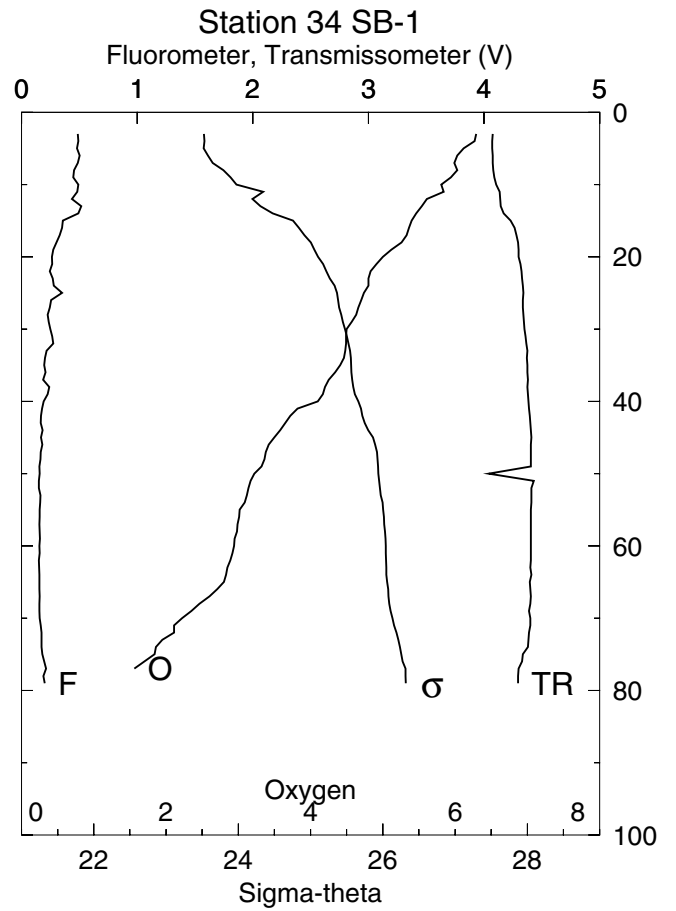 Station 34 SB-1
Fluorometer, Transmissometer (V)
0 1 2 3 4 5
0
20
40
60
F O σ TR
80
Oxygen
0 2 4 6 8
100
22 24 26 28
Sigma-theta